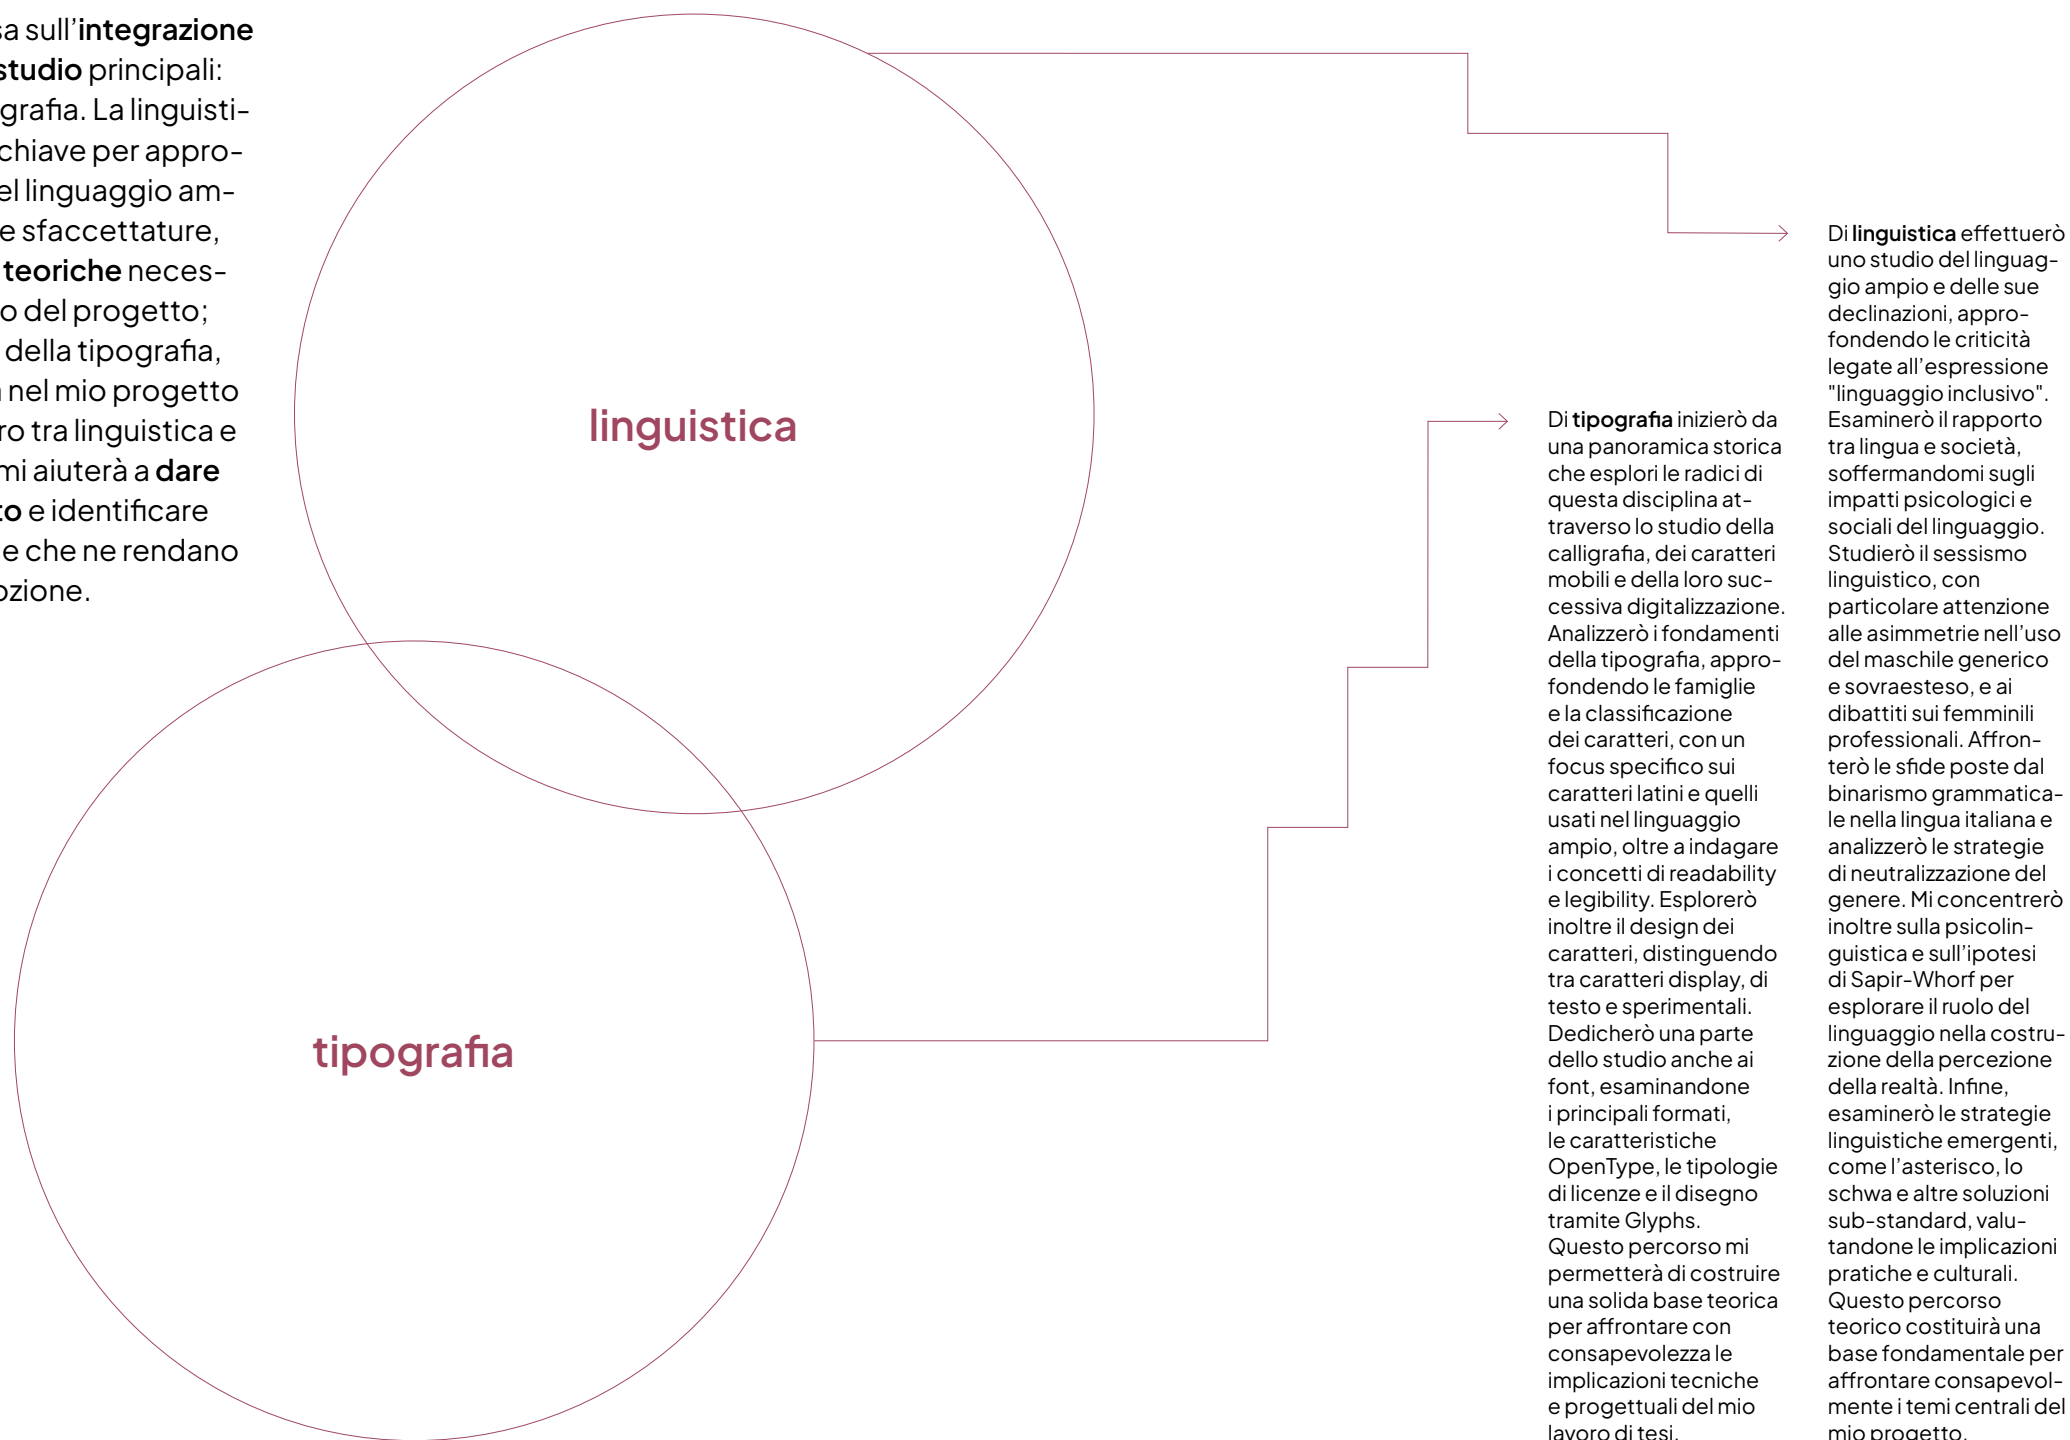 sa sull’integrazione
studio principali:
grafia. La linguisti-
chiave per appro-
el linguaggio am-
e sfaccettature,
teoriche neces-
o del progetto;
della tipografia,
nel mio progetto
ro tra linguistica e
mi aiuterà a dare
to e identificare
e che ne rendano
ozione.
linguistica
tipografia
Di tipografia inizierò da
una panoramica storica
che esplori le radici di
questa disciplina at-
traverso lo studio della
calligrafia, dei caratteri
mobili e della loro suc-
cessiva digitalizzazione.
Analizzerò i fondamenti
della tipografia, appro-
fondendo le famiglie
e la classificazione
dei caratteri, con un
focus specifico sui
caratteri latini e quelli
usati nel linguaggio
ampio, oltre a indagare
i concetti di readability
e legibility. Esplorerò
inoltre il design dei
caratteri, distinguendo
tra caratteri display, di
testo e sperimentali.
Dedicherò una parte
dello studio anche ai
font, esaminandone
i principali formati,
le caratteristiche
OpenType, le tipologie
di licenze e il disegno
tramite Glyphs.
Questo percorso mi
permetterà di costruire
una solida base teorica
per affrontare con
consapevolezza le
implicazioni tecniche
e progettuali del mio
lavoro di tesi.
Di linguistica effettuerò
uno studio del linguag-
gio ampio e delle sue
declinazioni, appro-
fondendo le criticità
legate all’espressione
"linguaggio inclusivo".
Esaminerò il rapporto
tra lingua e società,
soffermandomi sugli
impatti psicologici e
sociali del linguaggio.
Studierò il sessismo
linguistico, con
particolare attenzione
alle asimmetrie nell’uso
del maschile generico
e sovraesteso, e ai
dibattiti sui femminili
professionali. Affron-
terò le sfide poste dal
binarismo grammatica-
le nella lingua italiana e
analizzerò le strategie
di neutralizzazione del
genere. Mi concentrerò
inoltre sulla psicolin-
guistica e sull’ipotesi
di Sapir-Whorf per
esplorare il ruolo del
linguaggio nella costru-
zione della percezione
della realtà. Infine,
esaminerò le strategie
linguistiche emergenti,
come l’asterisco, lo
schwa e altre soluzioni
sub-standard, valu-
tandone le implicazioni
pratiche e culturali.
Questo percorso
teorico costituirà una
base fondamentale per
affrontare consapevol-
mente i temi centrali del
mio progetto.